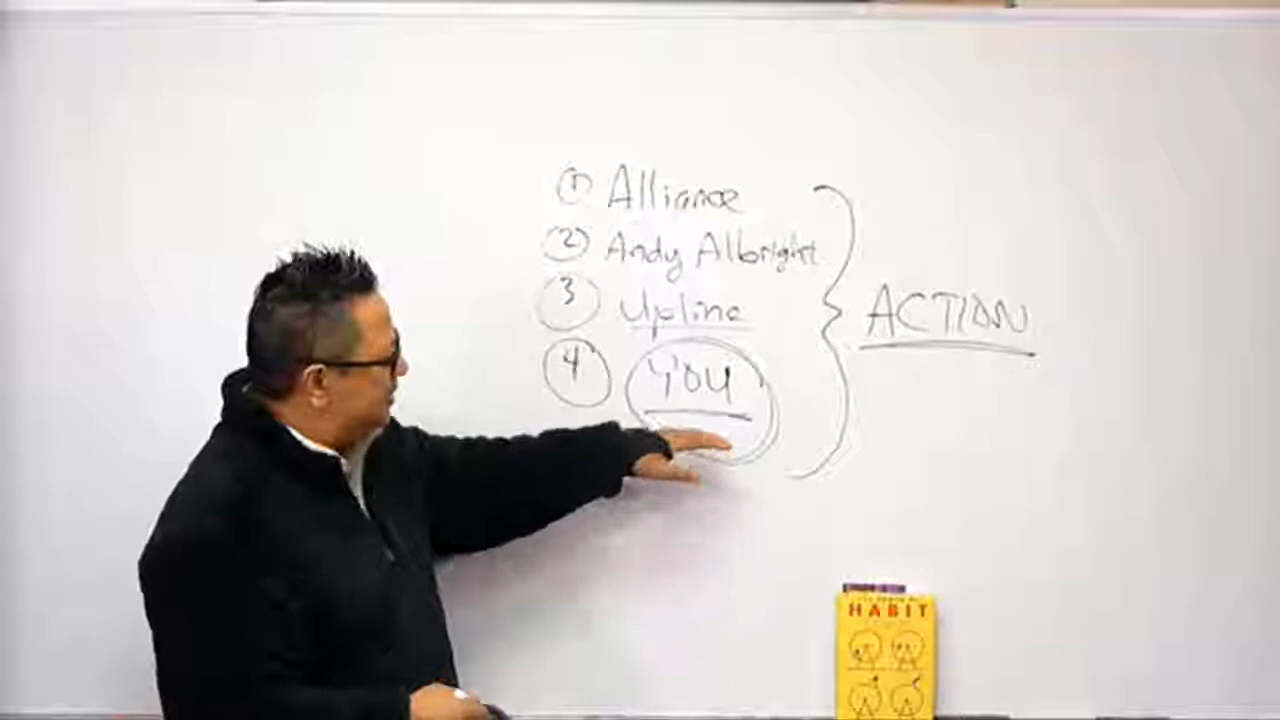 ① Alliance
② Andy Albright
③ Upline
④ YOU
ACTION
HABIT